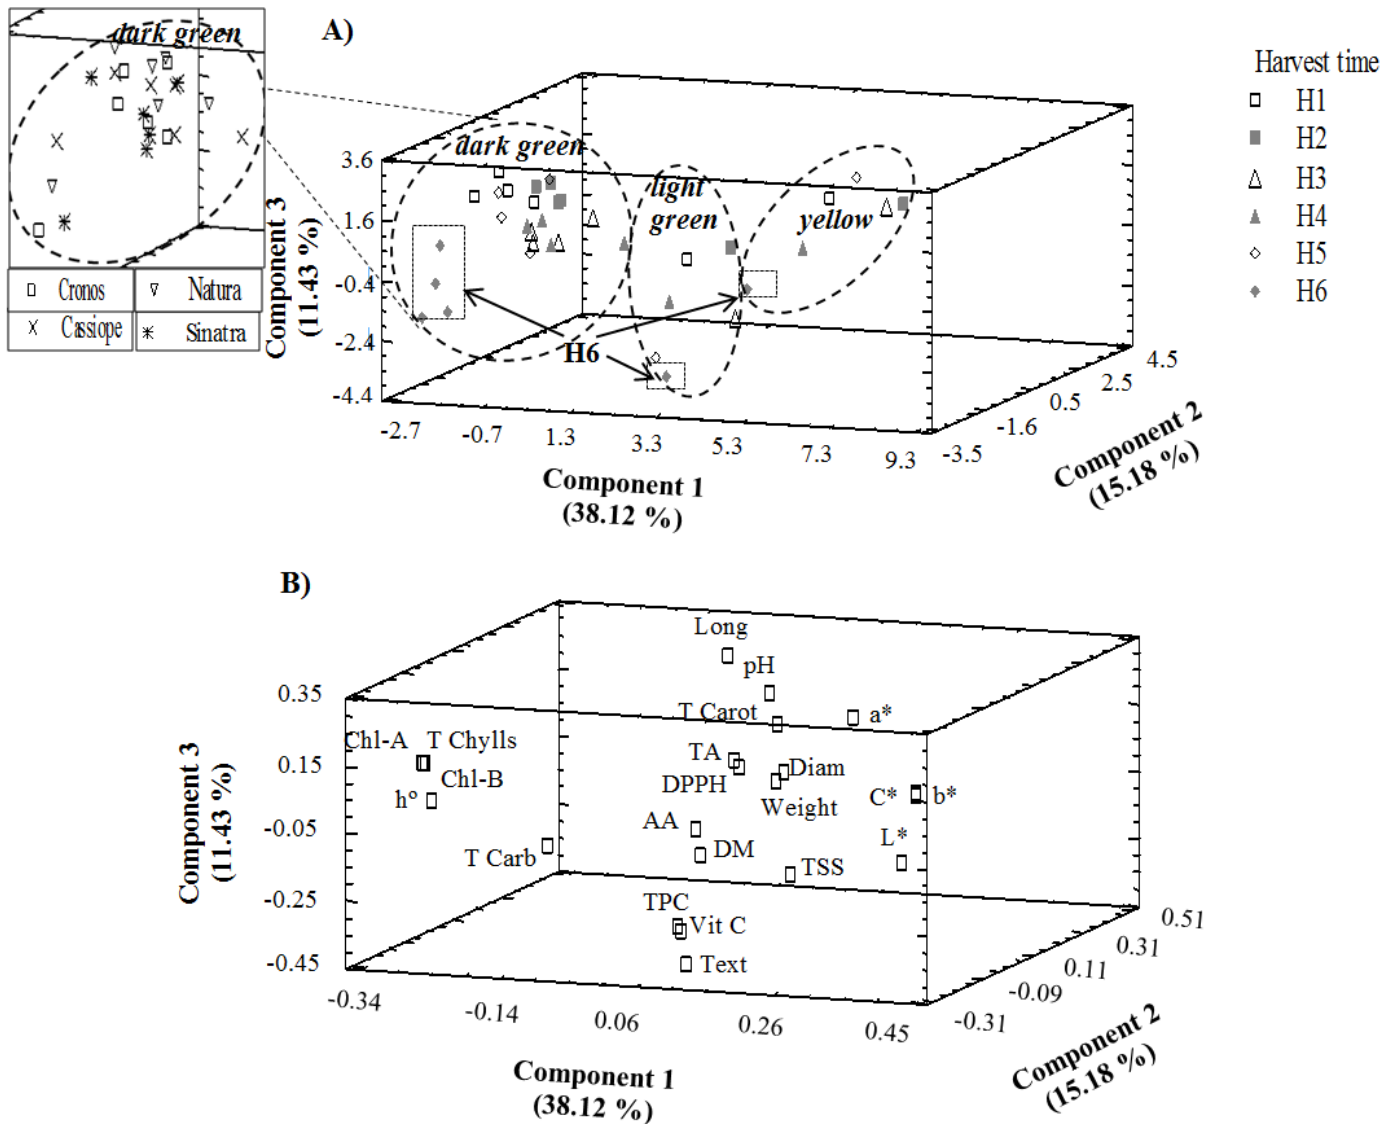 dark green
Cronos
Natura
Cassiope
Sinatra
A)
dark green
light
green
yellow
H6
3.6
1.6
-0.4
-2.4
-4.4
Component 3
(11.43 %)
-2.7
-0.7
1.3
3.3
5.3
7.3
9.3
Component 1
(38.12 %)
-3.5
-1.6
0.5
2.5
4.5
Component 2
(15.18 %)
Harvest time
H1
H2
H3
H4
H5
H6
B)
Long
pH
T Carot
a*
Chl-A
T Chylls
Chl-B
h°
TA
DPPH
Diam
Weight
C*
b*
L*
AA
DM
T Carb
TSS
TPC
Vit C
Text
0.35
0.15
-0.05
-0.25
-0.45
Component 3
(11.43 %)
-0.34
-0.14
0.06
0.26
0.45
Component 1
(38.12 %)
-0.31
-0.09
0.11
0.31
0.51
Component 2
(15.18 %)